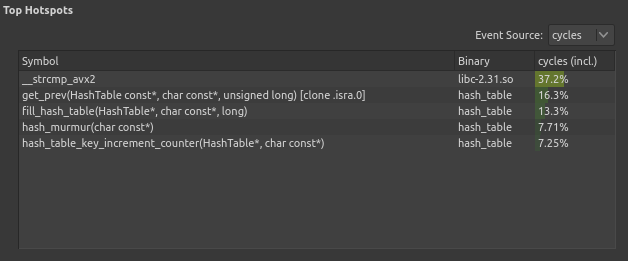 Top Hotspots
Event Source: cycles
Symbol Binary cycles (incl.)
__strcmp_avx2 libc-2.31.so 37.2%
get_prev(HashTable const*, char const*, unsigned long) [clone .isra.0] hash_table 16.3%
fill_hash_table(HashTable*, char const*, long) hash_table 13.3%
hash_murmur(char const*) hash_table 7.71%
hash_table_key_increment_counter(HashTable*, char const*) hash_table 7.25%